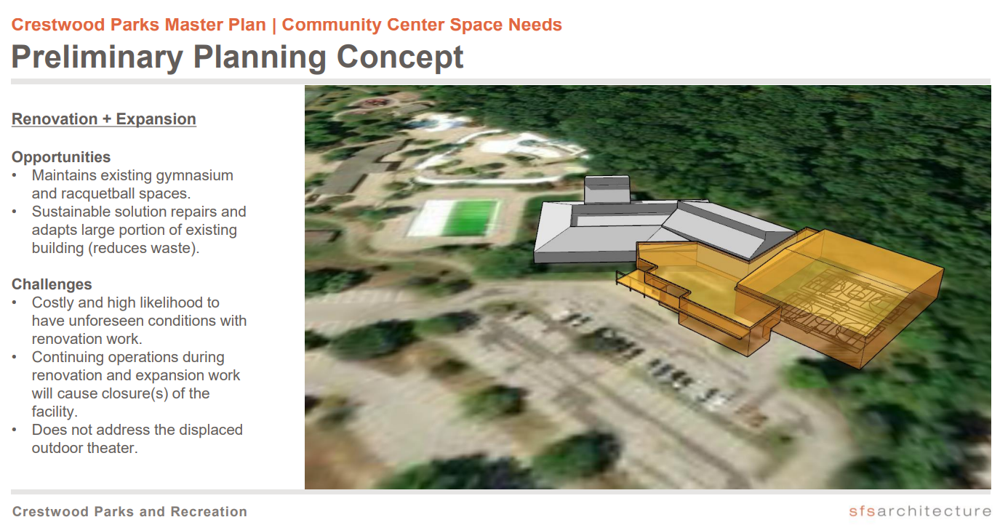 Crestwood Parks Master Plan | Community Center Space Needs
Preliminary Planning Concept
Renovation + Expansion
Opportunities
• Maintains existing gymnasium
and racquetball spaces.
• Sustainable solution repairs and
adapts large portion of existing
building (reduces waste).
Challenges
• Costly and high likelihood to
have unforeseen conditions with
renovation work.
• Continuing operations during
renovation and expansion work
will cause closure(s) of the
facility.
• Does not address the displaced
outdoor theater.
Crestwood Parks and Recreation
sfsarchitecture